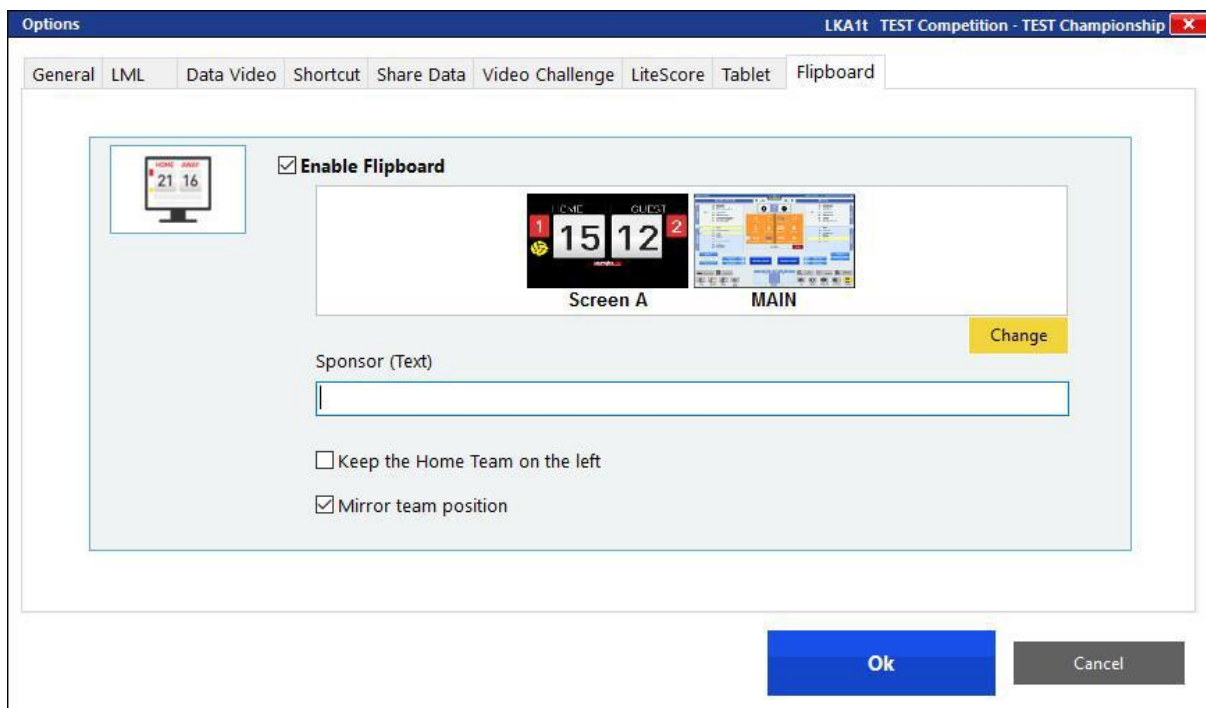 Options
LKA1t TEST Competition - TEST Championship
General LML Data Video Shortcut Share Data Video Challenge LiteScore Tablet Flipboard
HOME AWAY
21 16
Enable Flipboard
HOME GUEST
1 15 12 2
Screen A MAIN
Change
Sponsor (Text)
Keep the Home Team on the left
Mirror team position
Ok Cancel